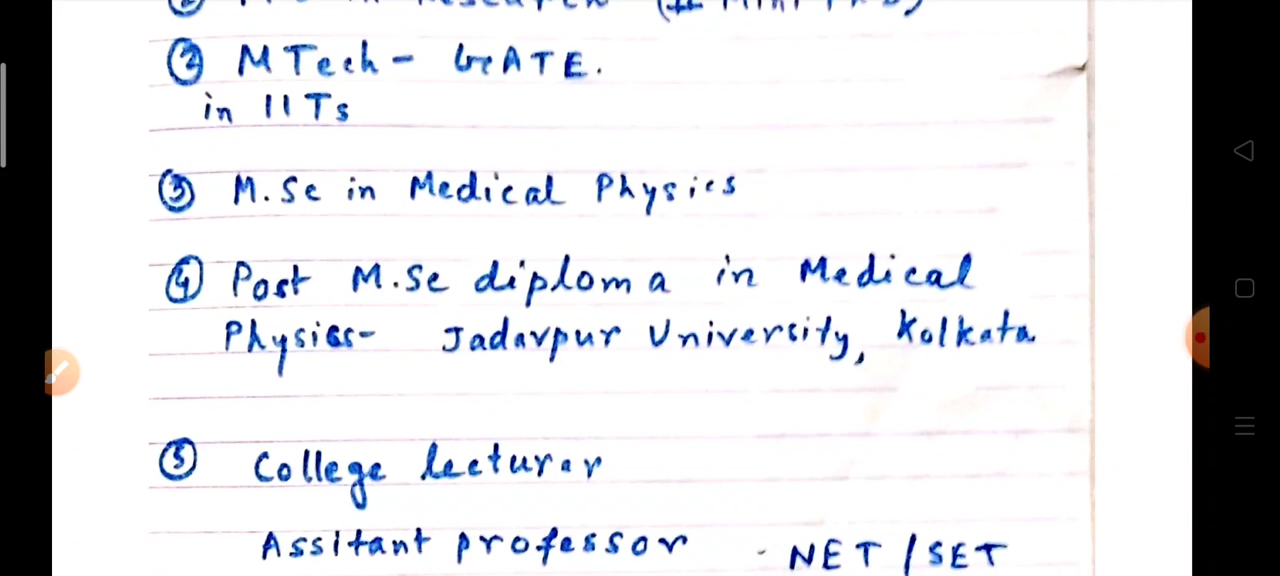 ② MTech - GATE.
in IITs
③ M.Sc in Medical Physics
④ Post M.Sc diploma in Medical
Physics- Jadavpur University, Kolkata
⑤ College lecturer
Assitant professor - NET / SET